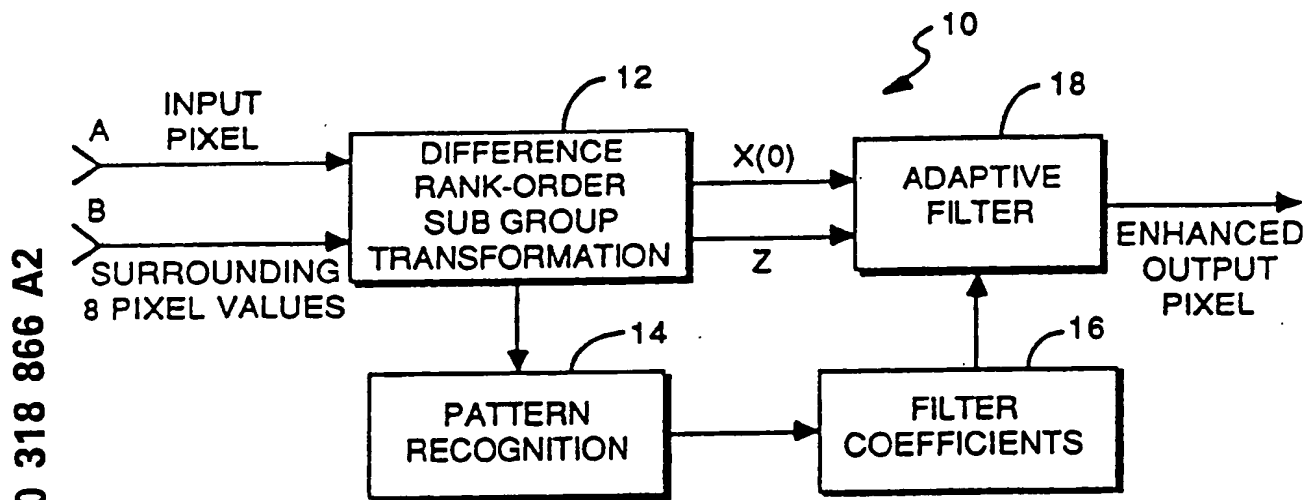 10
12
18
A
INPUT
PIXEL
DIFFERENCE
RANK-ORDER
SUB GROUP
TRANSFORMATION
X(0)
Z
ADAPTIVE
FILTER
B
SURROUNDING
8 PIXEL VALUES
ENHANCED
OUTPUT
PIXEL
14
16
PATTERN
RECOGNITION
FILTER
COEFFICIENTS
0 318 866 A2